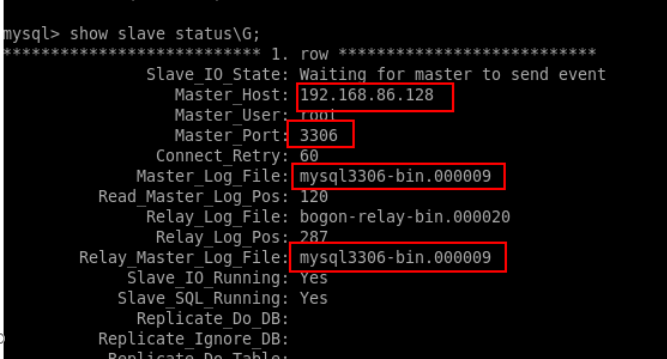 mysql> show slave status\G;
*************************** 1. row ***************************
Slave_IO_State: Waiting for master to send event
Master_Host: 192.168.86.128
Master_User: root
Master_Port: 3306
Connect_Retry: 60
Master_Log_File: mysql3306-bin.000009
Read_Master_Log_Pos: 120
Relay_Log_File: bogon-relay-bin.000020
Relay_Log_Pos: 287
Relay_Master_Log_File: mysql3306-bin.000009
Slave_IO_Running: Yes
Slave_SQL_Running: Yes
Replicate_Do_DB:
Replicate_Ignore_DB:
Replicate_Do_Table: